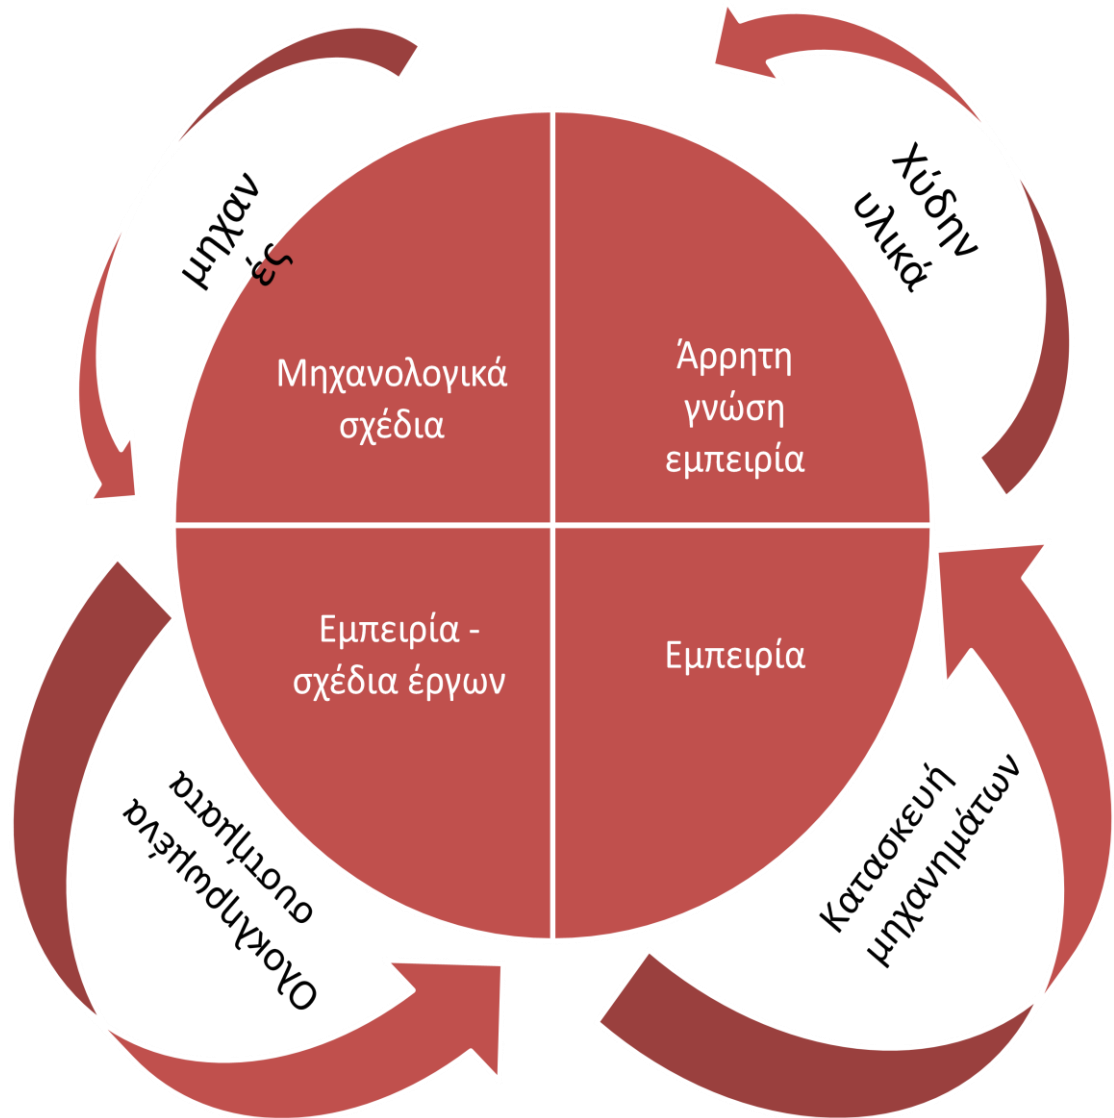 μηχαν
ές
Χύδην
υλικά
Μηχανολογικά
σχέδια
Άρρητη
γνώση
εμπειρία
Εμπειρία -
σχέδια έργων
Εμπειρία
Ολοκληρωμένα
συστήματα
Κατασκευή
μηχανημάτων